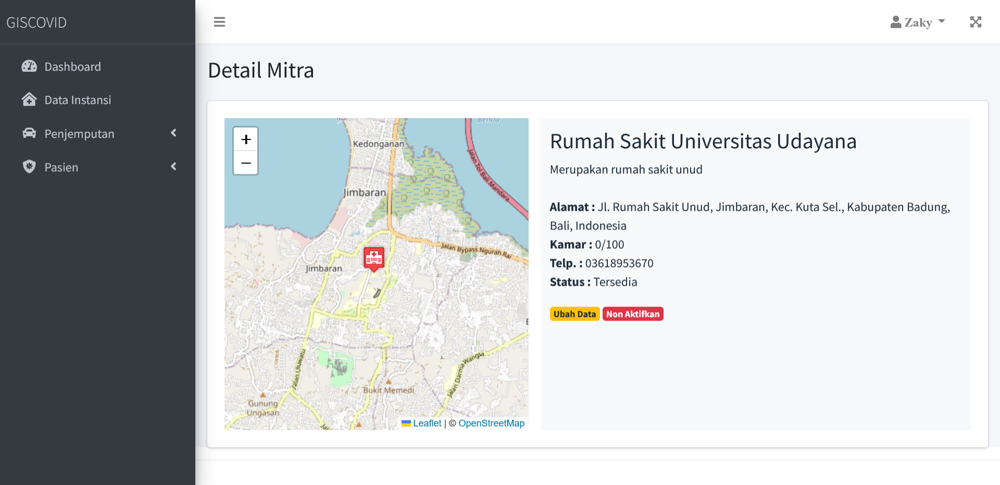 GISCOVID
Zaky
Dashboard
Data Instansi
Penjemputan
Pasien
Detail Mitra
+
−
Benoa
Kedonganan
Jalan Tol Bali Mandara
Jimbaran
Jalan Bypass Ngurah Rai
Jimbaran
Jalan Uluwatu
Jalan Darma Wangsa
Bukit Memedi
Gunung
Ungasan
Leaflet | © OpenStreetMap
Rumah Sakit Universitas Udayana
Merupakan rumah sakit unud
Alamat : Jl. Rumah Sakit Unud, Jimbaran, Kec. Kuta Sel., Kabupaten Badung,
Bali, Indonesia
Kamar : 0/100
Telp. : 03618953670
Status : Tersedia
Ubah Data Non Aktifkan